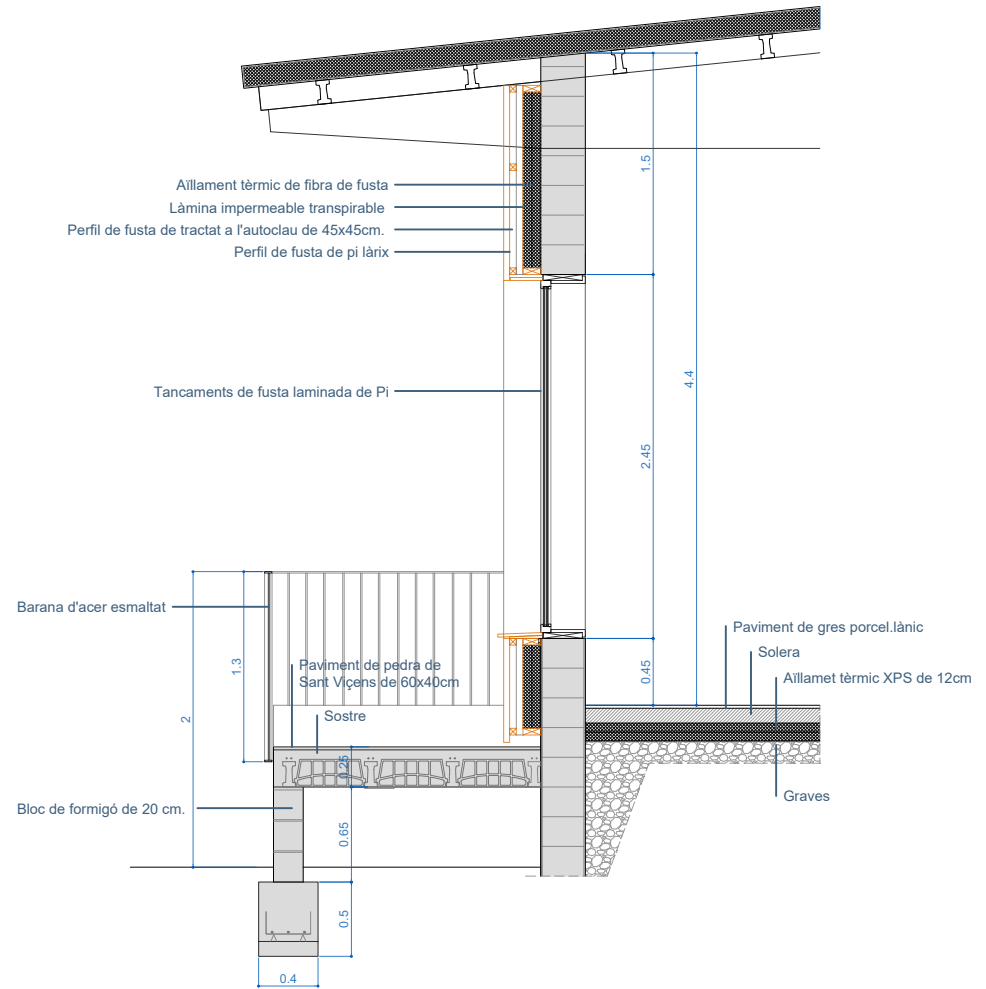 1.5
Aïllament tèrmic de fibra de fusta
Làmina impermeable transpirable
Perfil de fusta de tractat a l'autoclau de 45x45cm.
Perfil de fusta de pi làrix
4.4
Tancaments de fusta laminada de Pi
2.45
Barana d'acer esmaltat
Paviment de gres porcel.lànic
Solera
1.3
Paviment de pedra de
Sant Viçens de 60x40cm
0.45
Aïllamet tèrmic XPS de 12cm
Sostre
2
0.25
Graves
Bloc de formigó de 20 cm.
0.65
0.5
0.4